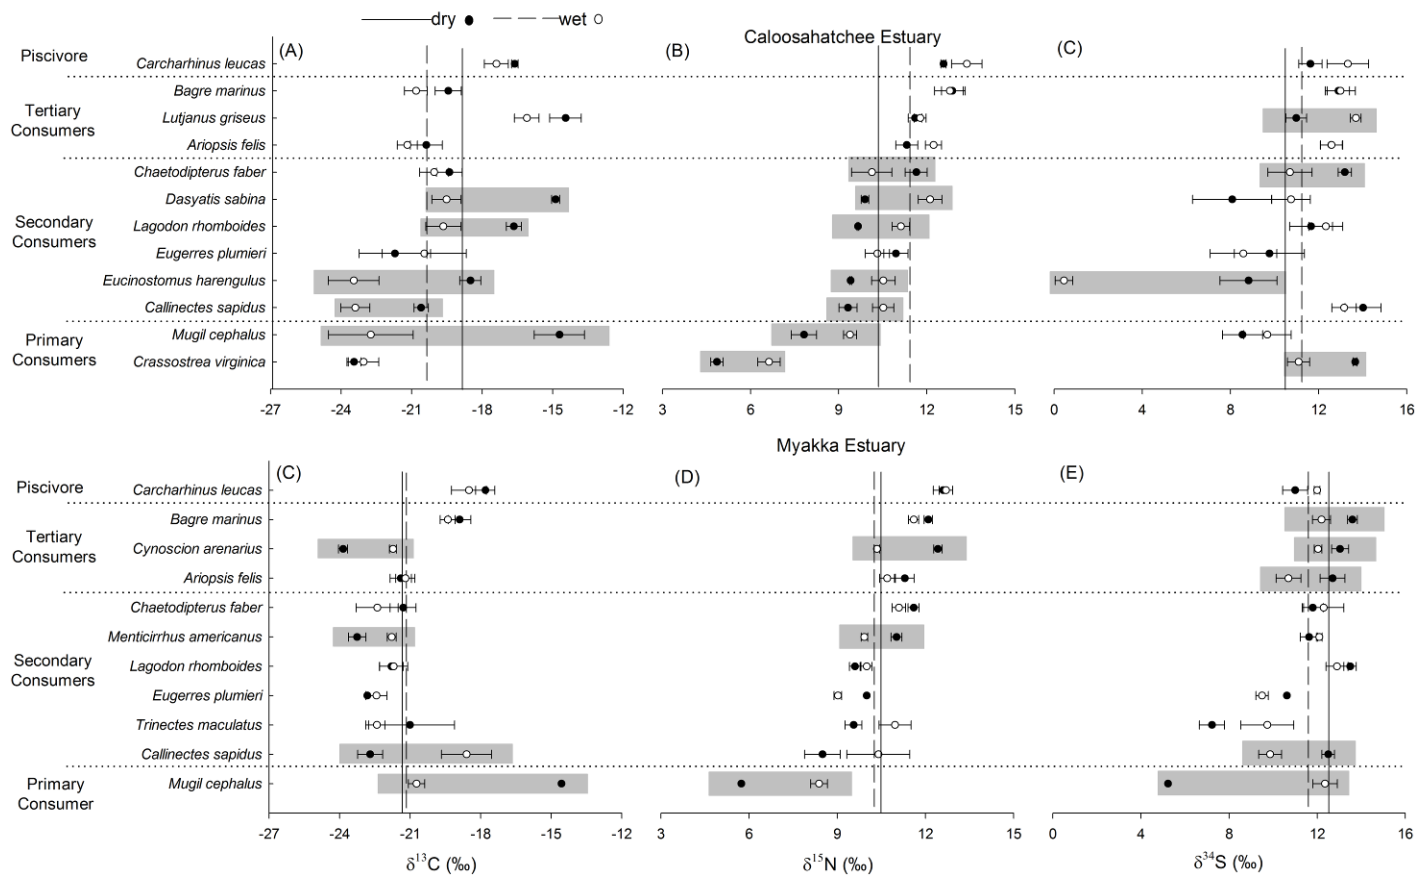 dry wet
(A) (B) Caloosahatchee Estuary (C)
Piscivore Carcharhinus leucas
Bagre marinus
Tertiary
Consumers
Lutjanus griseus
Ariopsis felis
Chaetodipterus faber
Dasyatis sabina
Secondary
Consumers
Lagodon rhomboides
Eugerres plumieri
Eucinostomus harengulus
Callinectes sapidus
Primary
Consumers
Mugil cephalus
Crassostrea virginica
-27 -24 -21 -18 -15 -12 6 9 12 15 0 4 8 12 16
Myakka Estuary
(C) (D) (E)
Piscivore Carcharhinus leucas
Bagre marinus
Tertiary
Consumers
Cynoscion arenarius
Ariopsis felis
Chaetodipterus faber
Menticirrhus americanus
Secondary
Consumers
Lagodon rhomboides
Eugerres plumieri
Trinectes maculatus
Callinectes sapidus
Primary
Consumer
Mugil cephalus
-27 -24 -21 -18 -15 -12 6 9 12 15 0 4 8 12 16
δ¹³C (‰) δ¹⁵N (‰) δ³⁴S (‰)